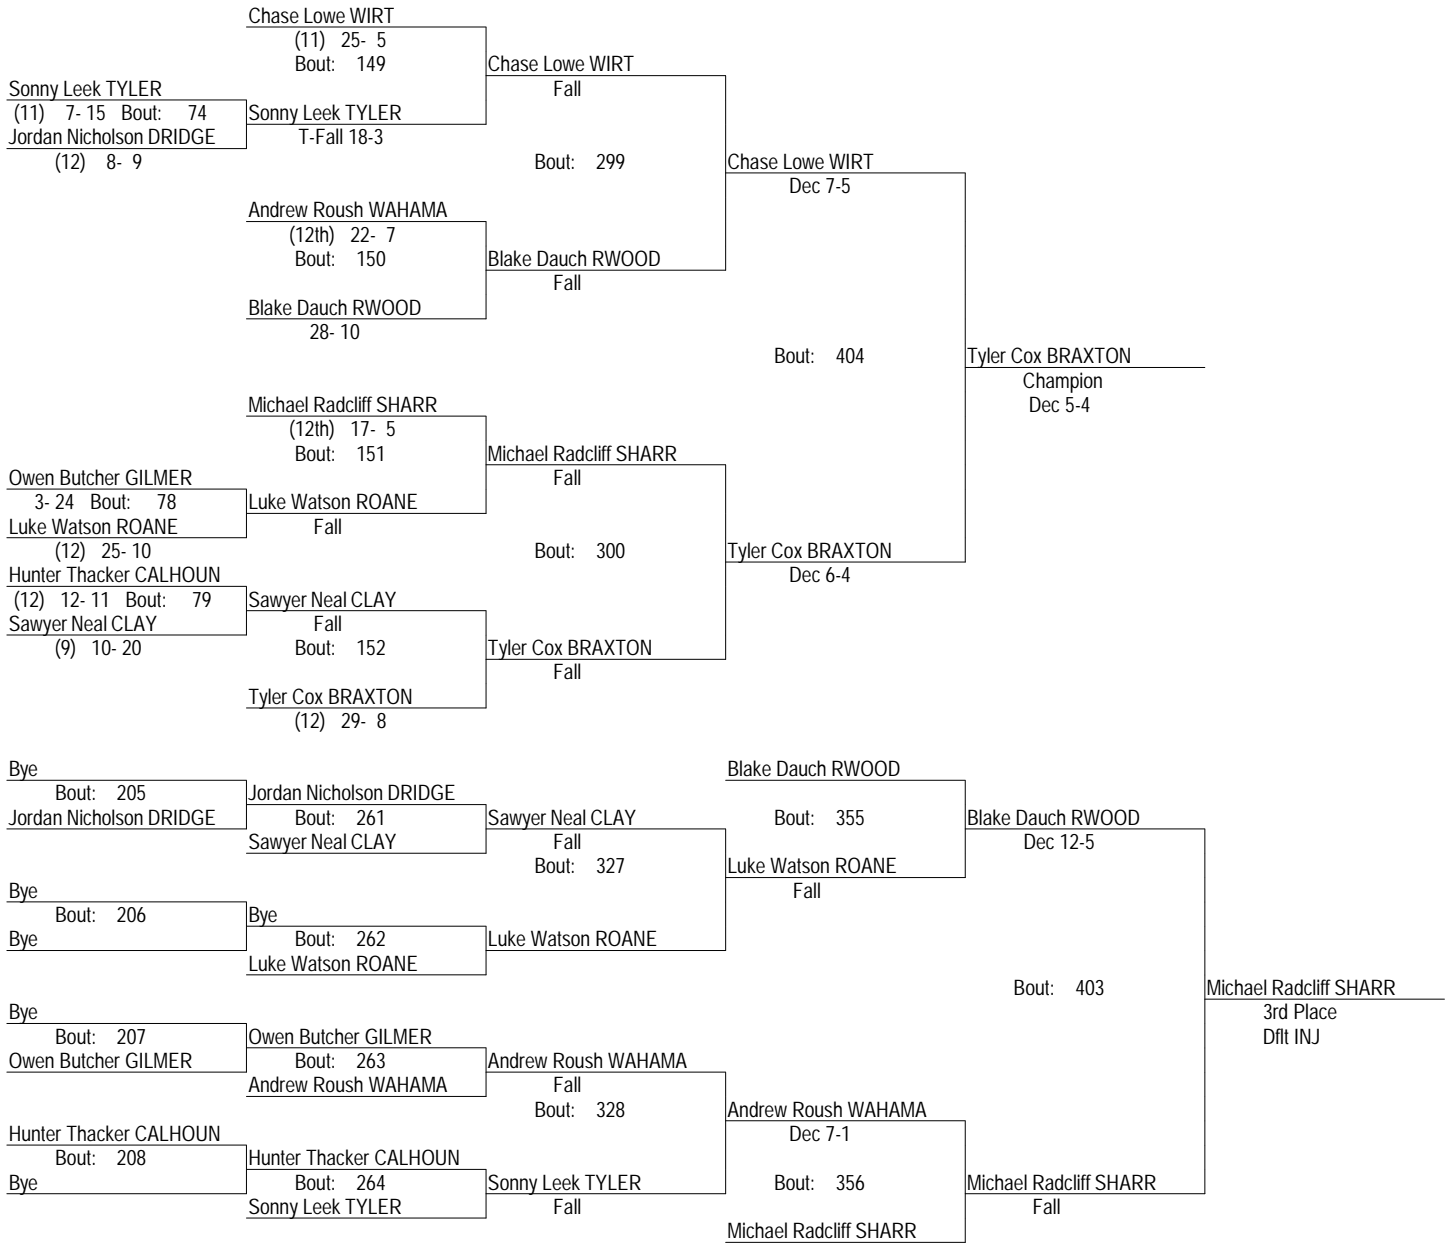 Chase Lowe WIRT
(11) 25- 5
Bout: 149
Chase Lowe WIRT
Fall
Sonny Leek TYLER
(11) 7- 15 Bout: 74
Sonny Leek TYLER
Jordan Nicholson DRIDGE
T-Fall 18-3
(12) 8- 9
Bout: 299
Chase Lowe WIRT
Dec 7-5
Andrew Roush WAHAMA
(12th) 22- 7
Bout: 150
Blake Dauch RWOOD
Fall
Blake Dauch RWOOD
28- 10
Bout: 404
Tyler Cox BRAXTON
Champion
Dec 5-4
Michael Radcliff SHARR
(12th) 17- 5
Bout: 151
Michael Radcliff SHARR
Fall
Owen Butcher GILMER
3- 24 Bout: 78
Luke Watson ROANE
Luke Watson ROANE
Fall
(12) 25- 10
Bout: 300
Tyler Cox BRAXTON
Dec 6-4
Hunter Thacker CALHOUN
(12) 12- 11 Bout: 79
Sawyer Neal CLAY
Sawyer Neal CLAY
Fall
(9) 10- 20
Bout: 152
Tyler Cox BRAXTON
Fall
Tyler Cox BRAXTON
(12) 29- 8
Bye
Blake Dauch RWOOD
Bout: 205
Jordan Nicholson DRIDGE
Jordan Nicholson DRIDGE
Bout: 261
Sawyer Neal CLAY
Bout: 355
Blake Dauch RWOOD
Sawyer Neal CLAY
Fall
Dec 12-5
Bout: 327
Luke Watson ROANE
Fall
Bye
Bout: 206
Bye
Bye
Bout: 262
Luke Watson ROANE
Luke Watson ROANE
Bout: 403
Michael Radcliff SHARR
3rd Place
Dflt INJ
Bye
Bout: 207
Owen Butcher GILMER
Owen Butcher GILMER
Bout: 263
Andrew Roush WAHAMA
Andrew Roush WAHAMA
Fall
Bout: 328
Andrew Roush WAHAMA
Dec 7-1
Hunter Thacker CALHOUN
Bout: 208
Hunter Thacker CALHOUN
Bye
Bout: 264
Sonny Leek TYLER
Bout: 356
Michael Radcliff SHARR
Sonny Leek TYLER
Fall
Fall
Michael Radcliff SHARR